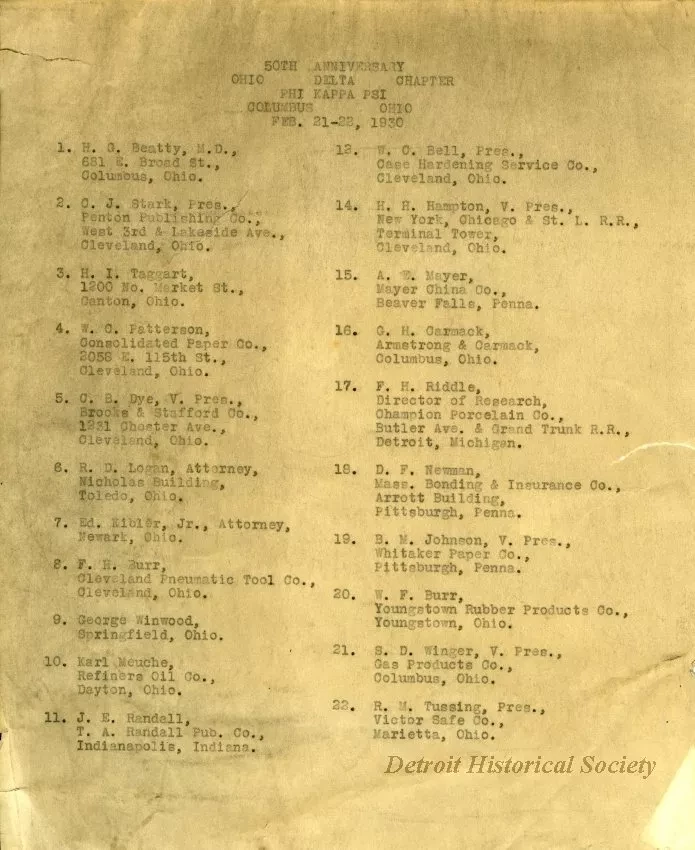 50TH ANNIVERSARY
OHIO DELTA CHAPTER
PHI KAPPA PSI
COLUMBUS OHIO
FEB. 21-22, 1930
1. H. G. Beatty, M.D.,
681 E. Broad St.,
Columbus, Ohio.
2. C. J. Stark, Pres.,
Penton Publishing Co.,
West 3rd & Lakeside Ave.,
Cleveland, Ohio.
3. H. I. Taggart,
1200 No. Market St.,
Canton, Ohio.
4. W. C. Patterson,
Consolidated Paper Co.,
2058 E. 115th St.,
Cleveland, Ohio.
5. C. B. Dye, V. Pres.,
Brooks & Stafford Co.,
1231 Chester Ave.,
Cleveland, Ohio.
6. R. D. Logan, Attorney,
Nicholas Building,
Toledo, Ohio.
7. Ed. Kibler, Jr., Attorney,
Newark, Ohio.
8. F. H. Burr,
Cleveland Pneumatic Tool Co.,
Cleveland, Ohio.
9. George Winwood,
Springfield, Ohio.
10. Karl Meuche,
Refiners Oil Co.,
Dayton, Ohio.
11. J. E. Randall,
T. A. Randall Pub. Co.,
Indianapolis, Indiana.
13. W. C. Bell, Pres.,
Case Hardening Service Co.,
Cleveland, Ohio.
14. H. H. Hampton, V. Pres.,
New York, Chicago & St. L. R.R.,
Terminal Tower,
Cleveland, Ohio.
15. A. E. Mayer,
Mayer China Co.,
Beaver Falls, Penna.
16. G. H. Carmack,
Armstrong & Carmack,
Columbus, Ohio.
17. F. H. Riddle,
Director of Research,
Champion Porcelain Co.,
Butler Ave. & Grand Trunk R.R.,
Detroit, Michigan.
18. D. F. Newman,
Mass. Bonding & Insurance Co.,
Arrott Building,
Pittsburgh, Penna.
19. B. M. Johnson, V. Pres.,
Whitaker Paper Co.,
Pittsburgh, Penna.
20. W. F. Burr,
Youngstown Rubber Products Co.,
Youngstown, Ohio.
21. S. D. Winger, V. Pres.,
Gas Products Co.,
Columbus, Ohio.
22. R. M. Tussing, Pres.,
Victor Safe Co.,
Marietta, Ohio.
Detroit Historical Society